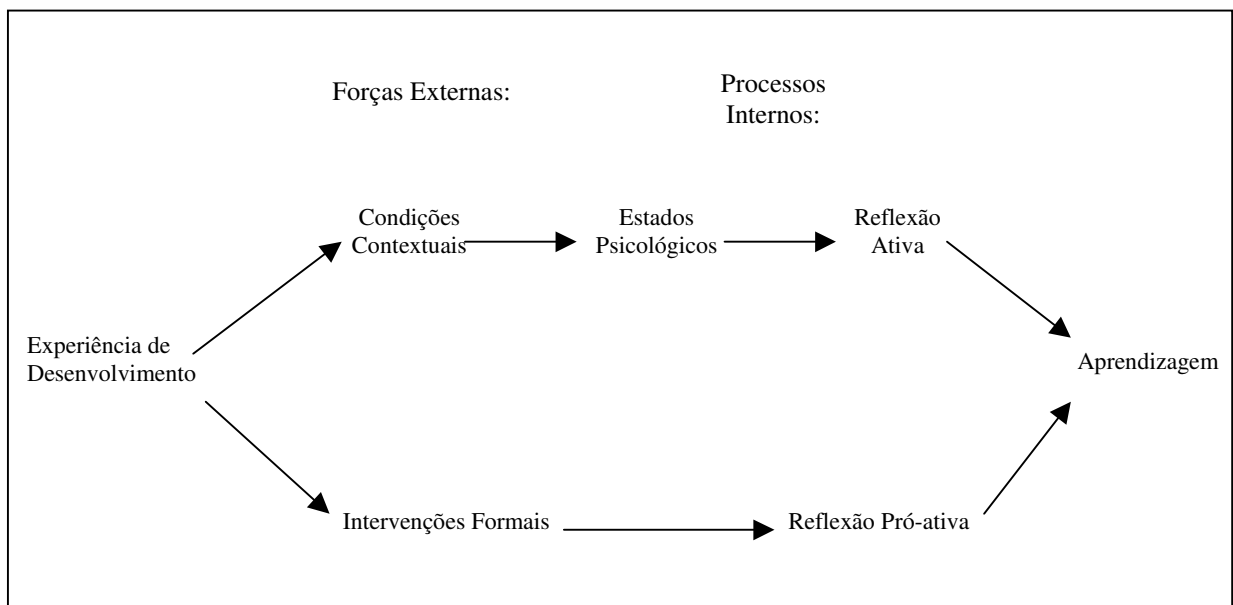 Forças Externas:
Processos
Internos:
Condições
Contextuais
Estados
Psicológicos
Reflexão
Ativa
Experiência de
Desenvolvimento
Aprendizagem
Intervenções Formais
Reflexão Pró-ativa